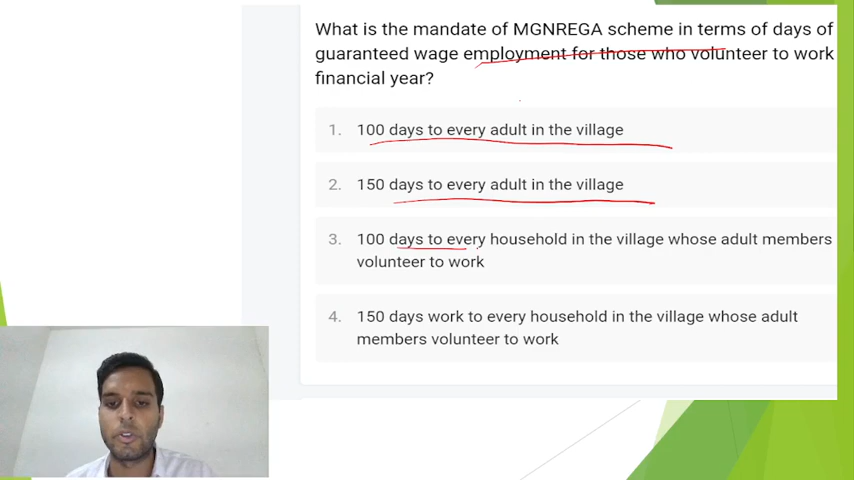 What is the mandate of MGNREGA scheme in terms of days of
guaranteed wage employment for those who volunteer to work
financial year?
1. 100 days to every adult in the village
2. 150 days to every adult in the village
3. 100 days to every household in the village whose adult members
volunteer to work
4. 150 days work to every household in the village whose adult
members volunteer to work